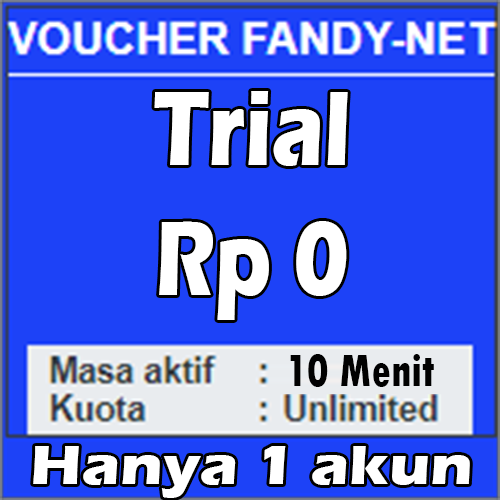 VOUCHER FANDY-NET
Trial
Rp 0
Masa aktif : 10 Menit
Kuota : Unlimited
Hanya 1 akun